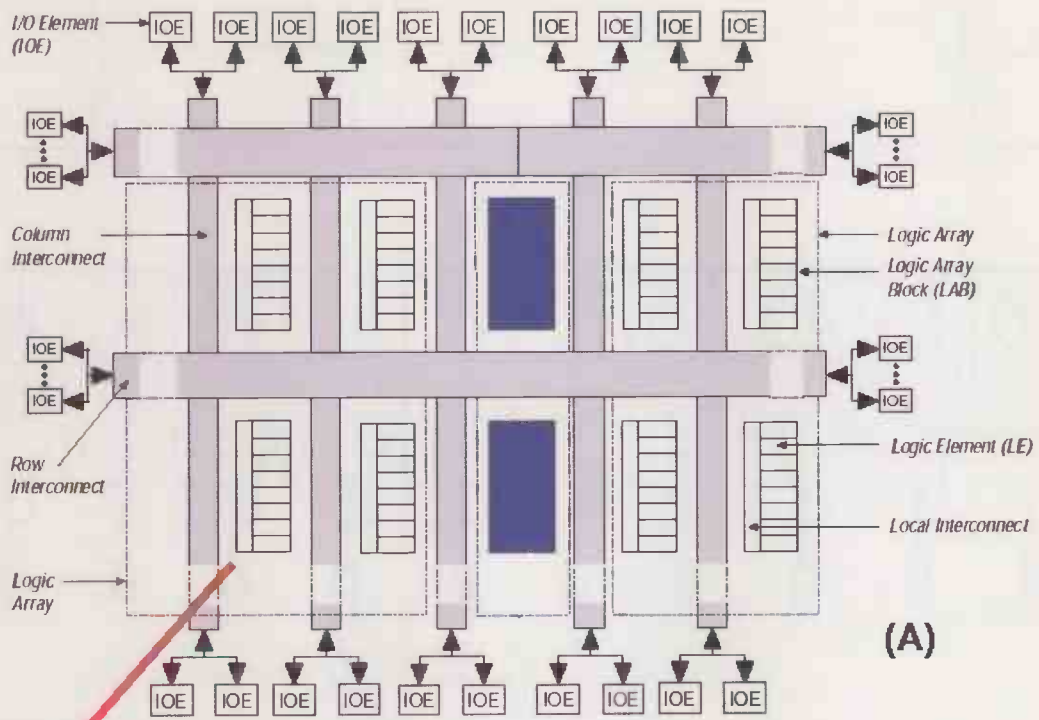 I/O Element
(IOE)
IOE IOE IOE IOE IOE IOE IOE IOE IOE IOE
IOE
IOE
IOE
IOE
Column
Interconnect
Logic Array
Logic Array
Block (LAB)
IOE
IOE
IOE
IOE
Row
Interconnect
Logic Element (LE)
Local Interconnect
Logic
Array
(A)
IOE IOE IOE IOE IOE IOE IOE IOE IOE IOE